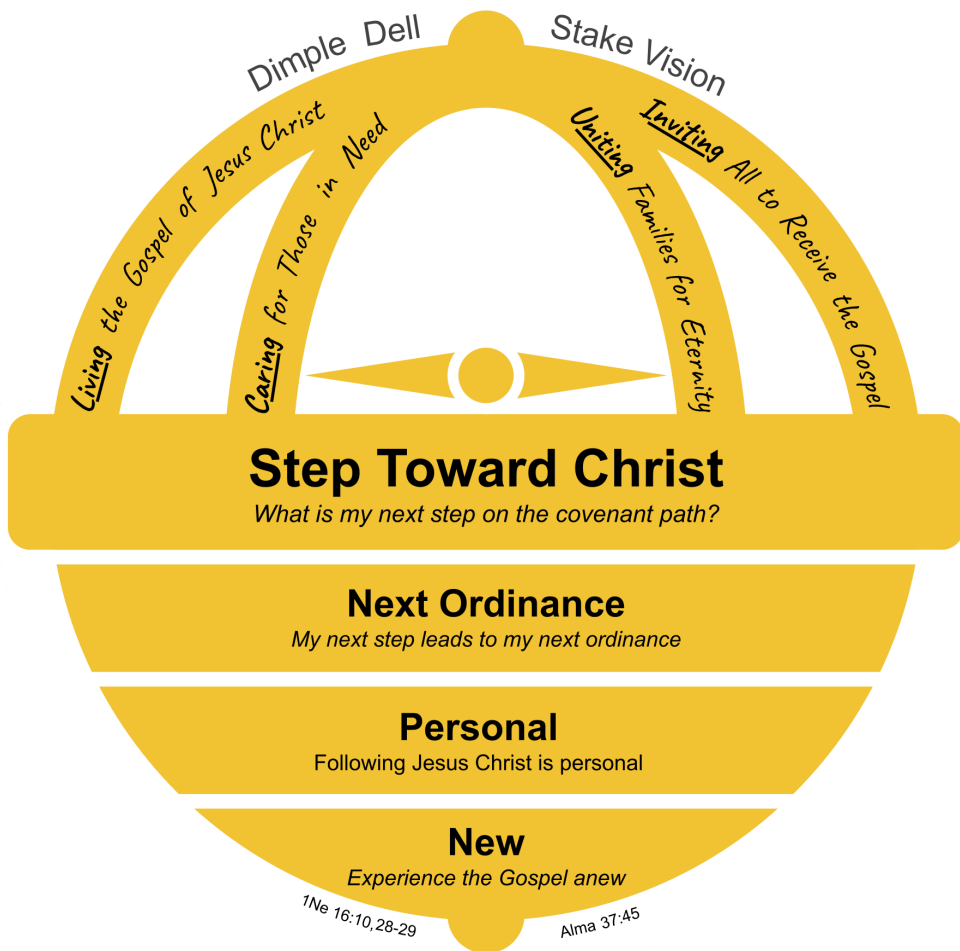 Dimple Dell Stake Vision
Living the Gospel of Jesus Christ
Caring for Those in Need
Uniting Families for Eternity
Inviting All to Receive the Gospel
Step Toward Christ
What is my next step on the covenant path?
Next Ordinance
My next step leads to my next ordinance
Personal
Following Jesus Christ is personal
New
Experience the Gospel anew
1Ne 16:10,28-29
Alma 37:45